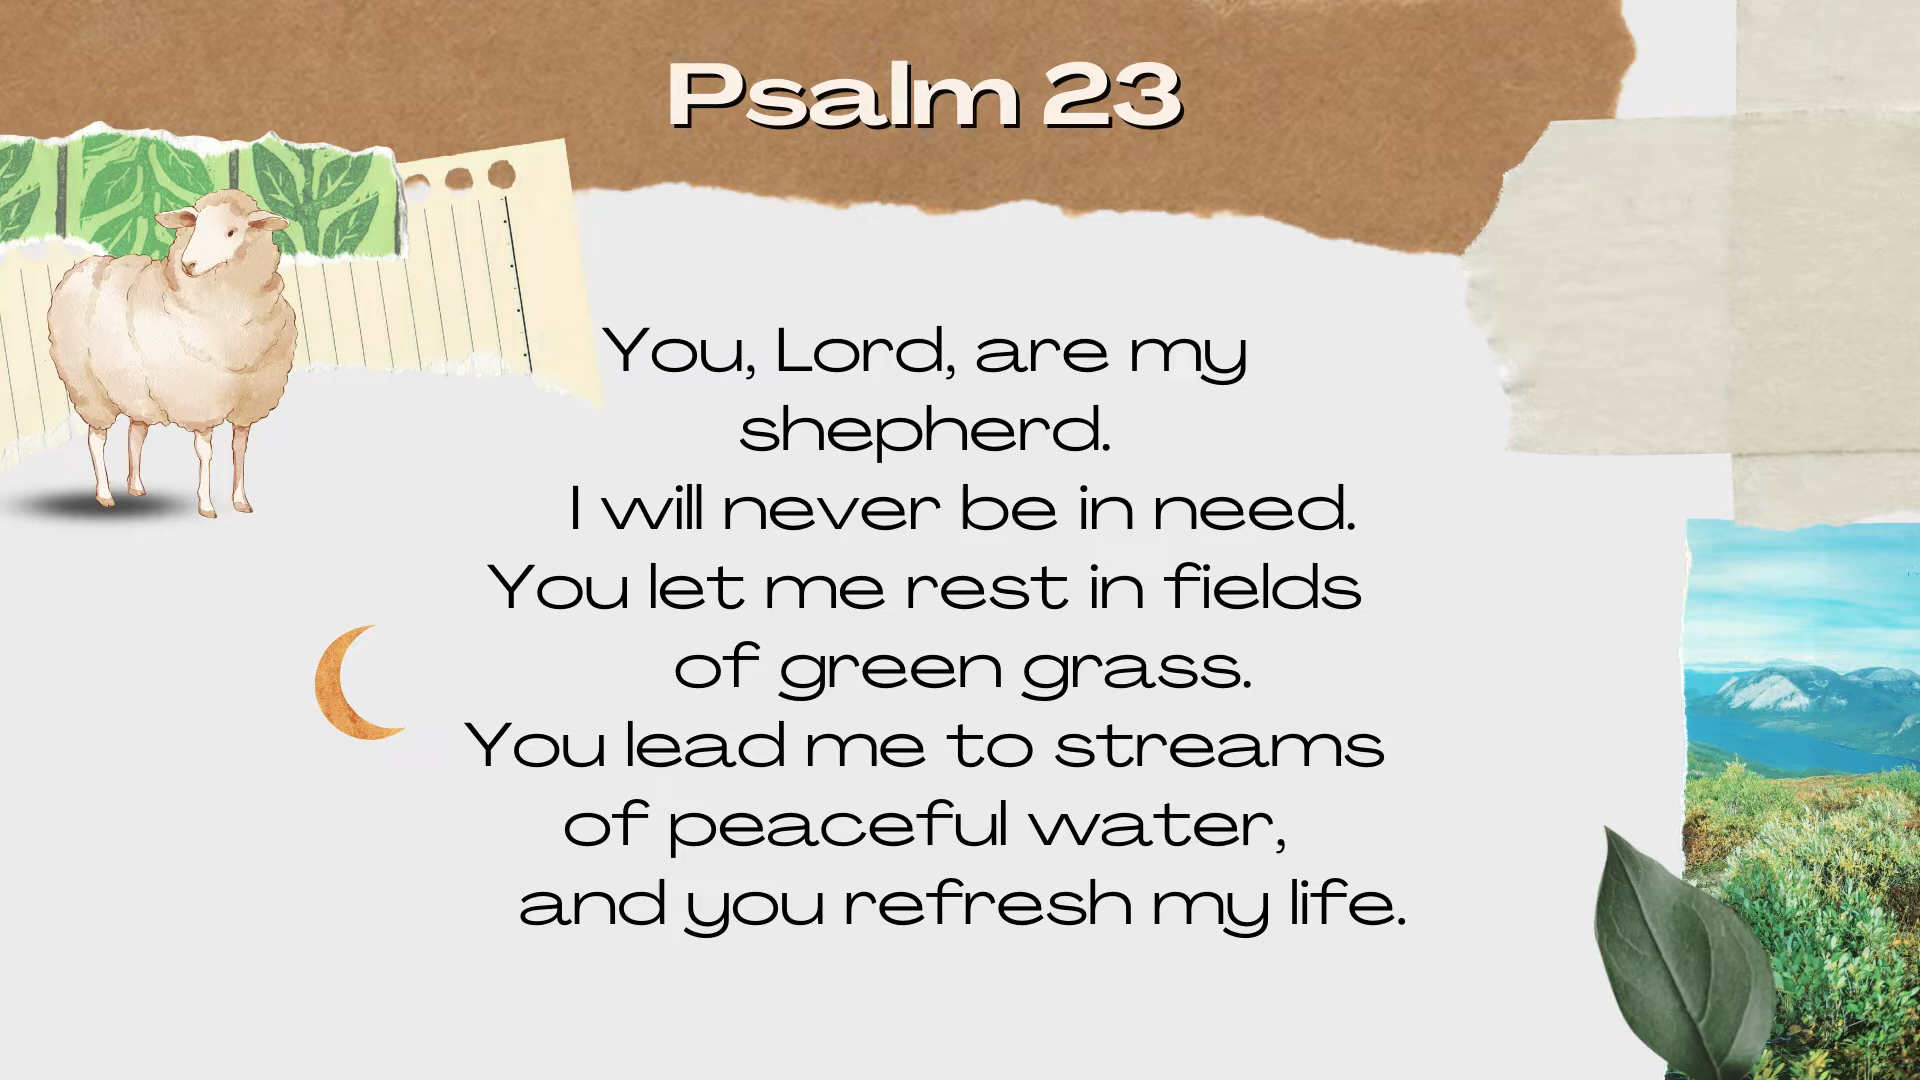 Psalm 23
You, Lord, are my
shepherd.
I will never be in need.
You let me rest in fields
of green grass.
You lead me to streams
of peaceful water,
and you refresh my life.